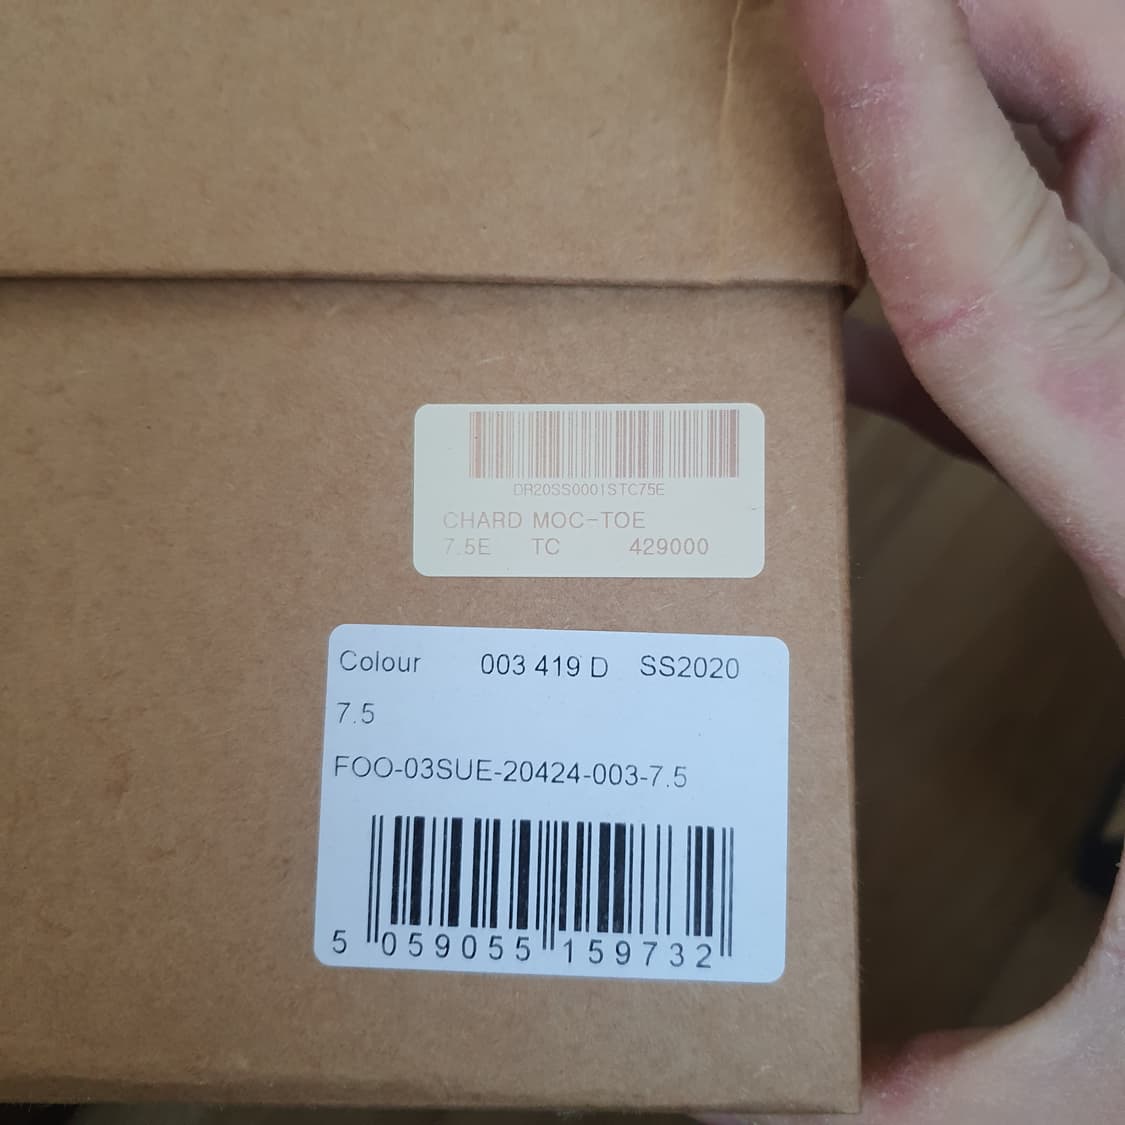 DR20SS0001STC75E
CHARD MOC-TOE
7.5E TC 429000
Colour 003 419 D SS2020
7.5
FOO-03SUE-20424-003-7.5
5 059055 159732